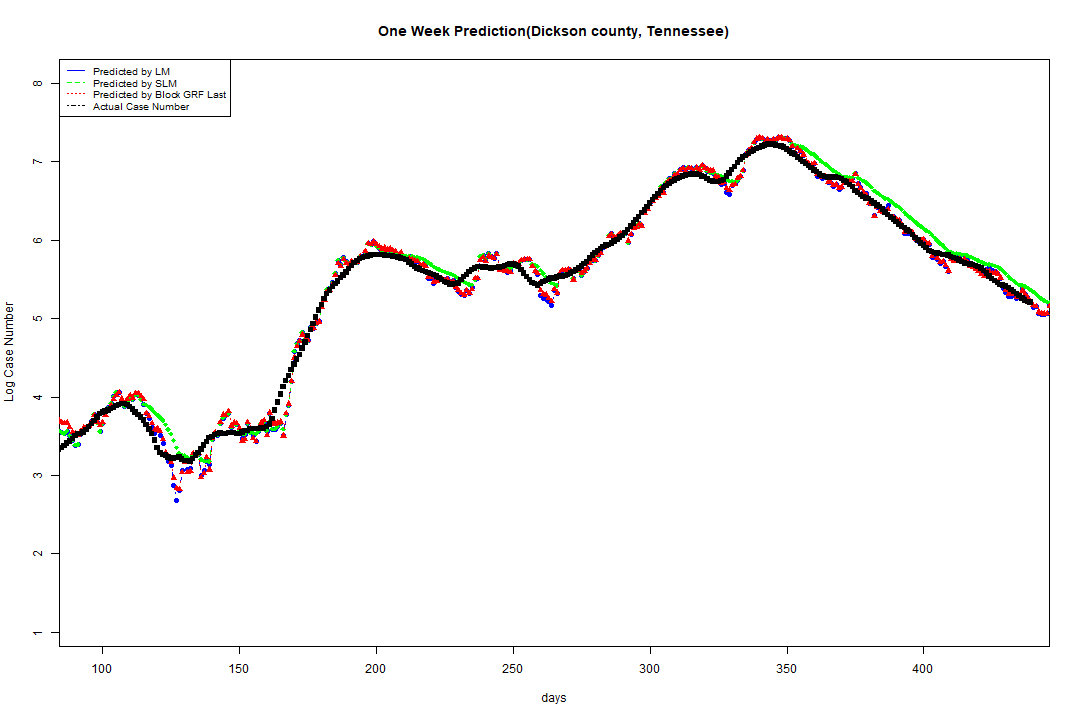 One Week Prediction(Dickson county, Tennessee)
Predicted by LM
Predicted by SLM
Predicted by Block GRF Last
Actual Case Number
8
7
6
5
4
3
2
1
Log Case Number
100 150 200 250 300 350 400
days